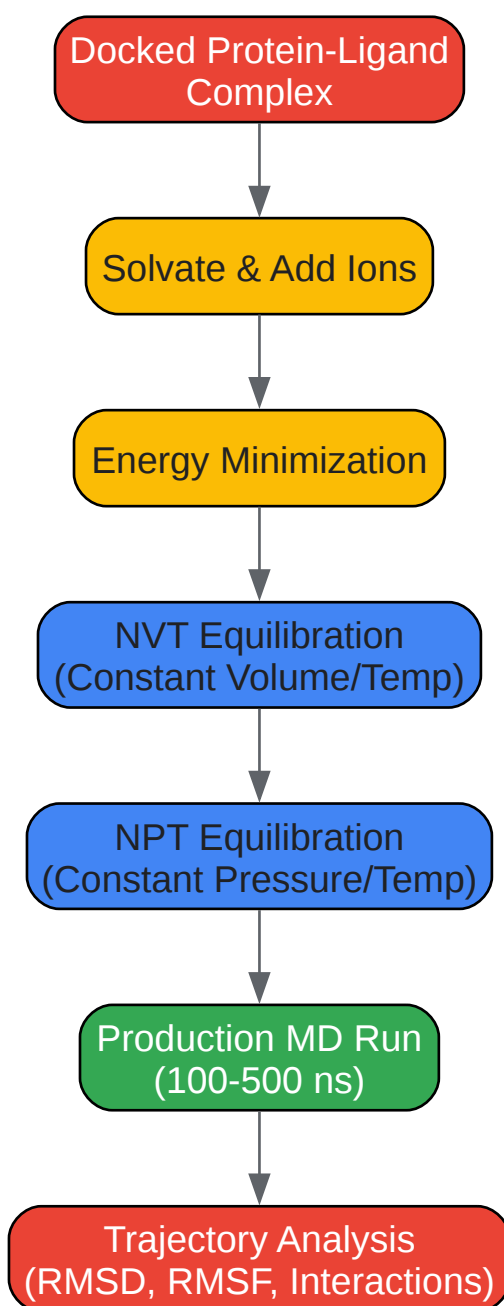 Docked Protein-Ligand
Complex
Solvate & Add Ions
Energy Minimization
NVT Equilibration
(Constant Volume/Temp)
NPT Equilibration
(Constant Pressure/Temp)
Production MD Run
(100-500 ns)
Trajectory Analysis
(RMSD, RMSF, Interactions)